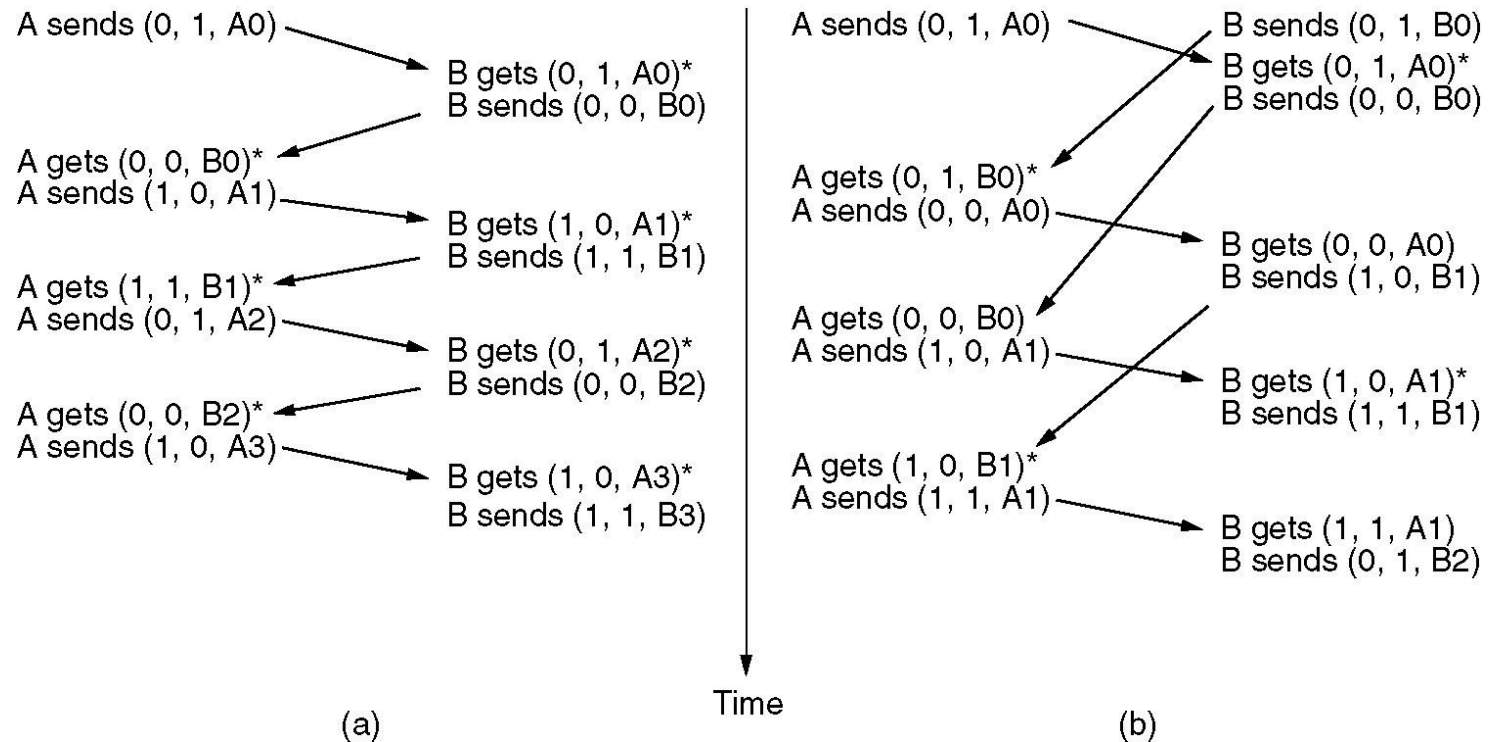 A sends (0, 1, A0)
B gets (0, 1, A0)*
B sends (0, 0, B0)
A gets (0, 0, B0)*
A sends (1, 0, A1)
B gets (1, 0, A1)*
B sends (1, 1, B1)
A gets (1, 1, B1)*
A sends (0, 1, A2)
B gets (0, 1, A2)*
B sends (0, 0, B2)
A gets (0, 0, B2)*
A sends (1, 0, A3)
B gets (1, 0, A3)*
B sends (1, 1, B3)
(a)
Time
A sends (0, 1, A0)
B sends (0, 1, B0)
B gets (0, 1, A0)*
B sends (0, 0, B0)
A gets (0, 1, B0)*
A sends (0, 0, A0)
B gets (0, 0, A0)
B sends (1, 0, B1)
A gets (0, 0, B0)
A sends (1, 0, A1)
B gets (1, 0, A1)*
B sends (1, 1, B1)
A gets (1, 0, B1)*
A sends (1, 1, A1)
B gets (1, 1, A1)
B sends (0, 1, B2)
(b)